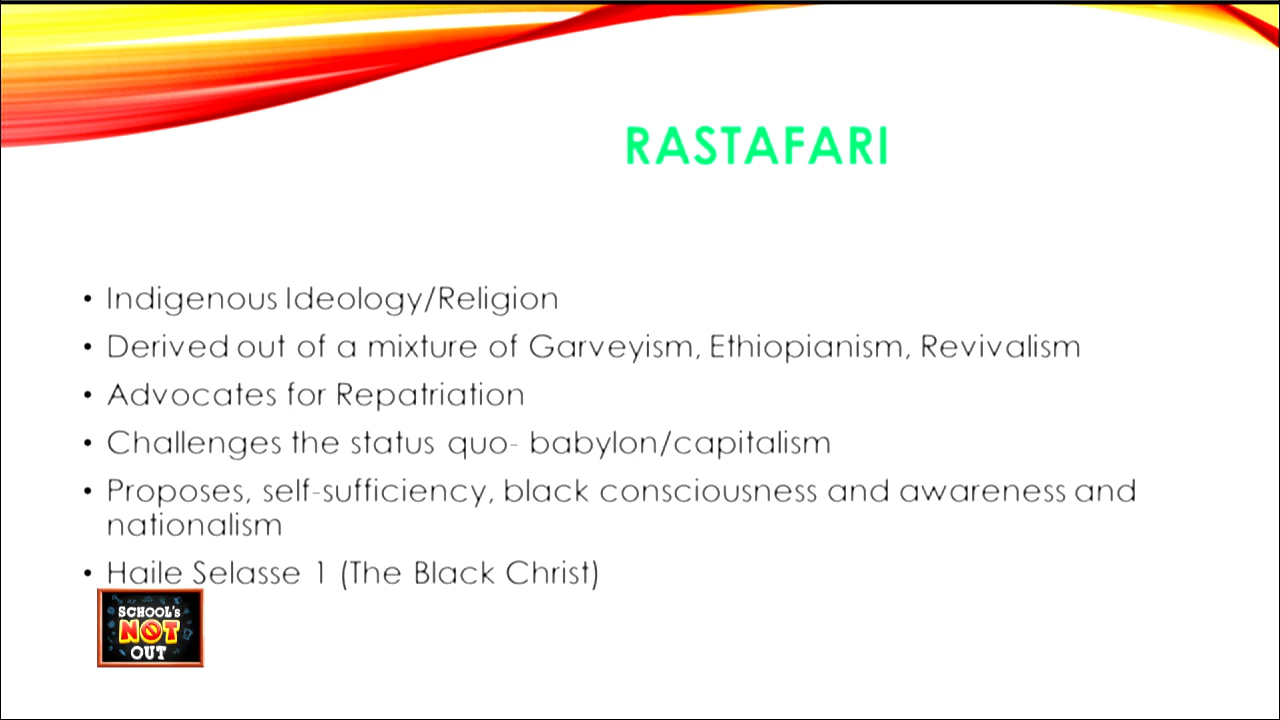 RASTAFARI
• Indigenous Ideology/Religion
• Derived out of a mixture of Garveyism, Ethiopianism, Revivalism
• Advocates for Repatriation
• Challenges the status quo- babylon/capitalism
• Proposes, self-sufficiency, black consciousness and awareness and
nationalism
• Haile Selasse 1 (The Black Christ)
SCHOOL'S
NOT
OUT